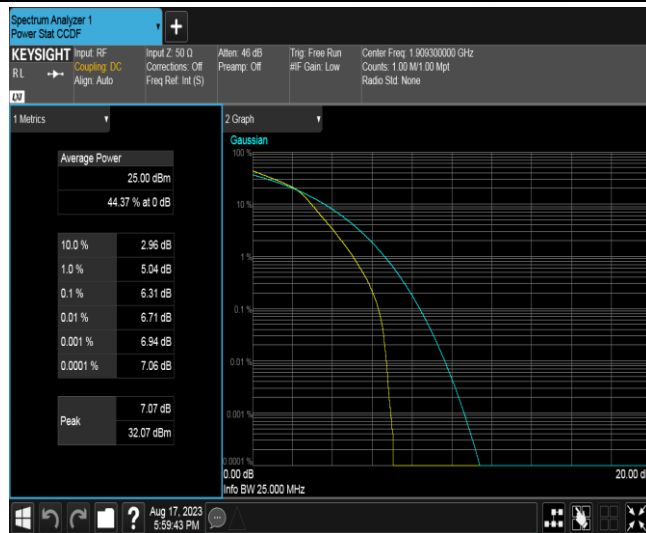 Spectrum Analyzer 1
Power Stat CCDF
KEYSIGHT
RL
LXI
Input: RF
Coupling: DC
Align: Auto
Input Z: 50 Ω
Corrections: Off
Freq Ref: Int (S)
Atten: 46 dB
Preamp: Off
Trig: Free Run
#IF Gain: Low
Center Freq: 1.909300000 GHz
Counts: 1.00 M/1.00 Mpt
Radio Std: None
1 Metrics
Average Power
25.00 dBm
44.37 % at 0 dB
10.0 % 2.96 dB
1.0 % 5.04 dB
0.1 % 6.31 dB
0.01 % 6.71 dB
0.001 % 6.94 dB
0.0001 % 7.06 dB
Peak
7.07 dB
32.07 dBm
2 Graph
Gaussian
100 %
10 %
1 %
0.1 %
0.01 %
0.001 %
0.0001 %
0.00 dB
20.00 d
Info BW 25.000 MHz
?
Aug 17, 2023
5:59:43 PM